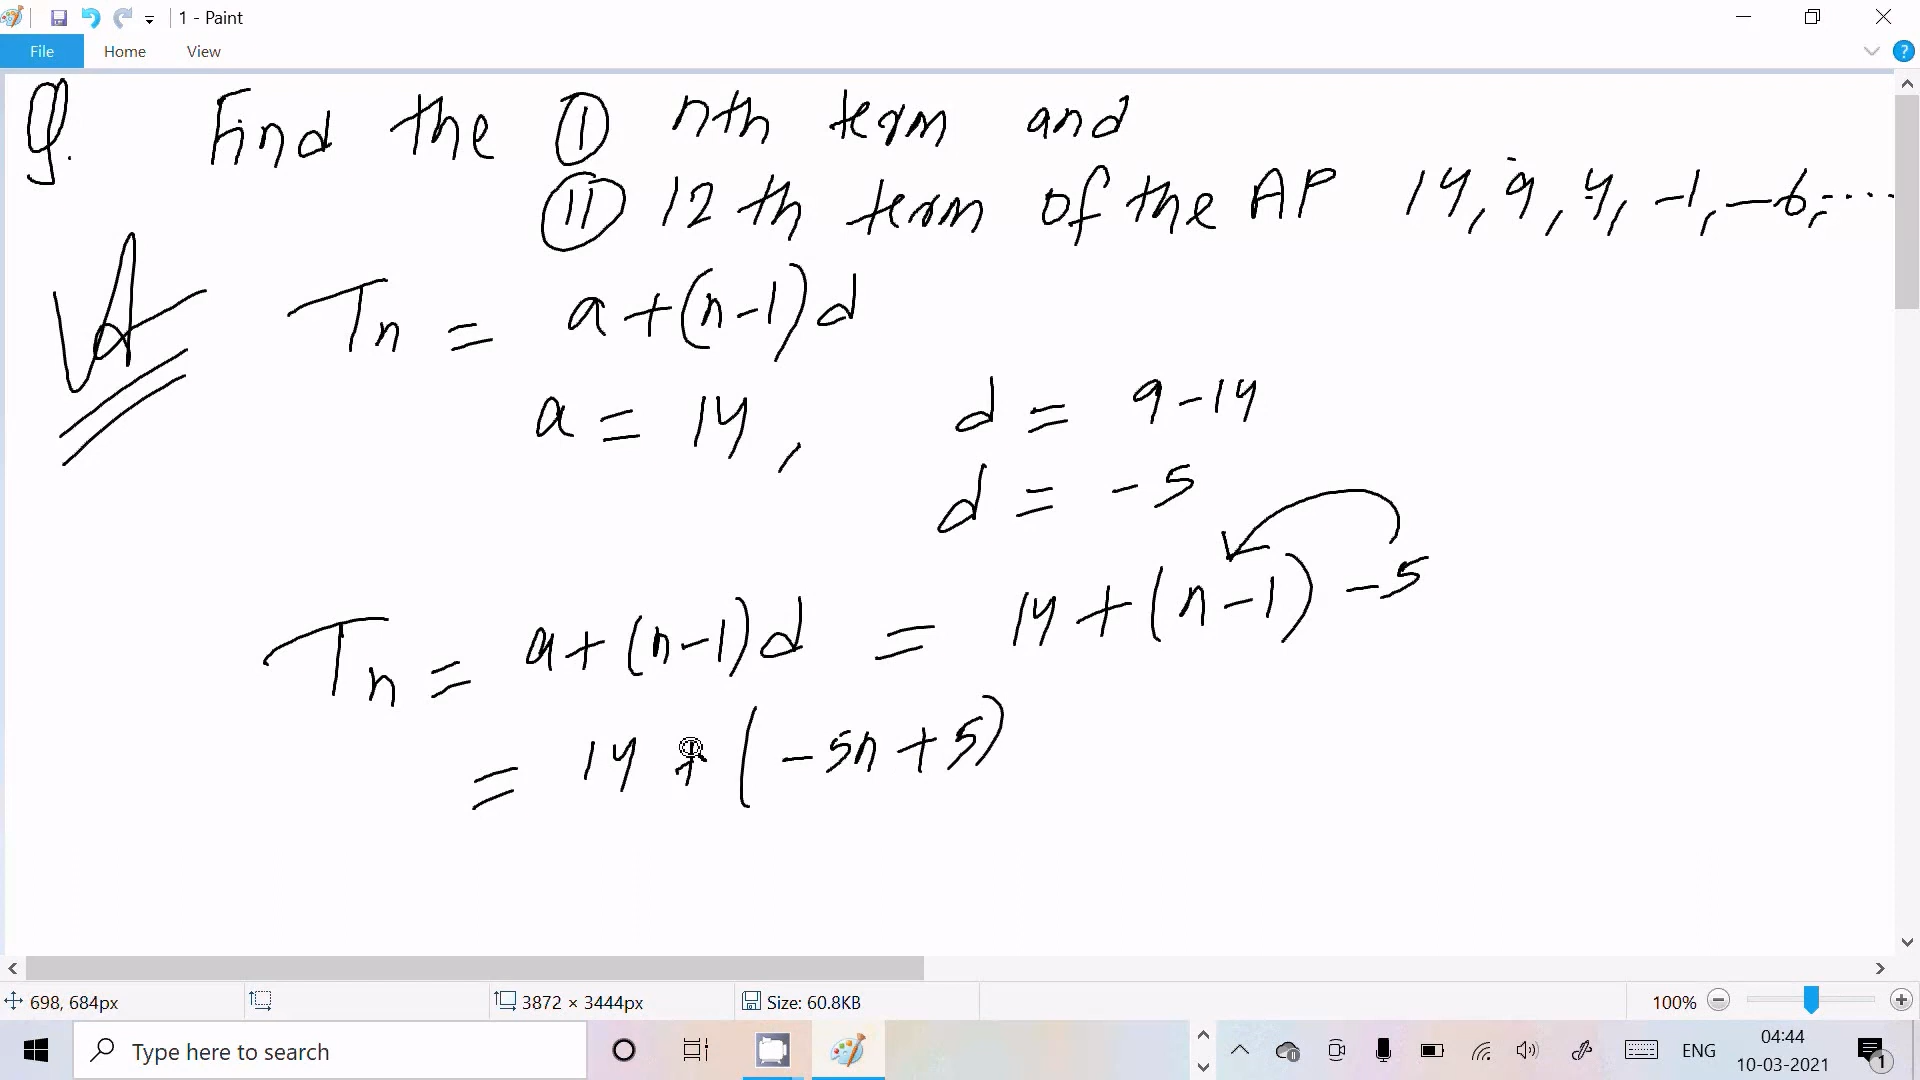 1 - Paint
File Home View
Q. Find the (i) nth term and
(ii) 12th term of the AP 14, 9, 4, -1, -6, ....
Tn = a+(n-1)d
a = 14, d = 9-14
d = -5
Tn = a+(n-1)d = 14+(n-1)-5
= 14 + (-5n+5)
698, 684px 3872 × 3444px Size: 60.8KB 100%
Type here to search ENG 04:44
10-03-2021 1